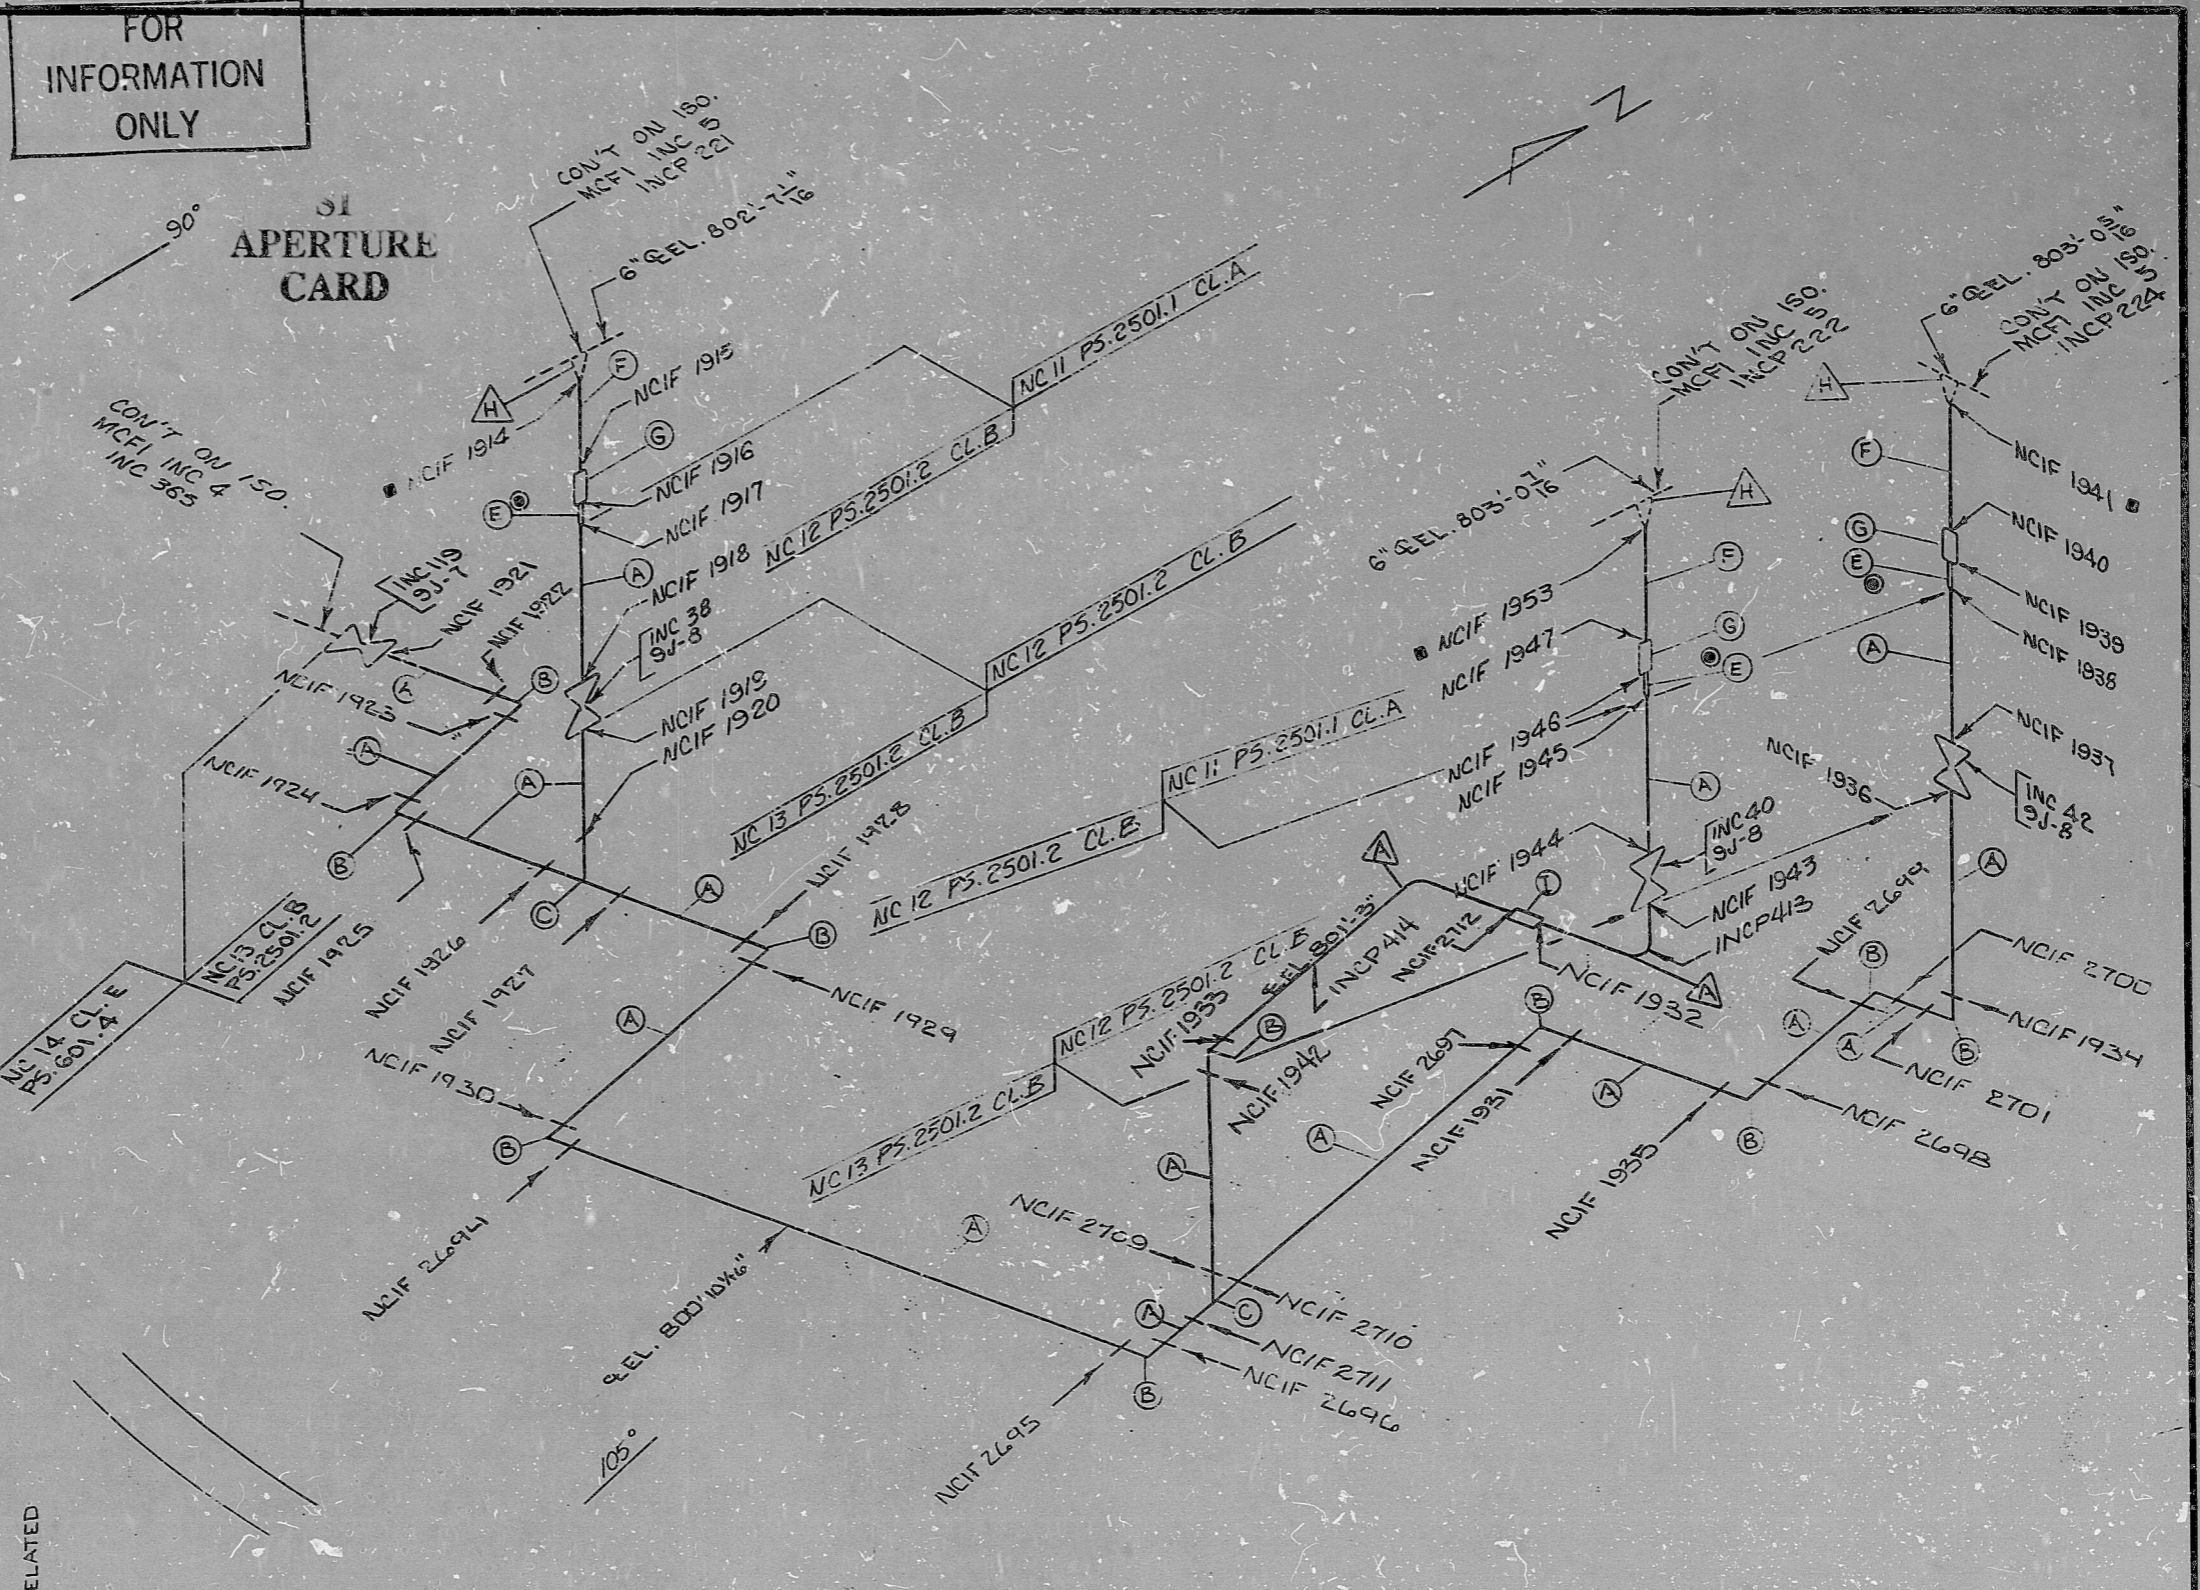 FOR
INFORMATION
ONLY
SI
APERTURE
CARD
90°
N
CON'T ON ISO.
MCFI INC 5
INCP 221
6" ℄ EL. 802'-7 1/16"
H
F
NCIF 1915
NCIF 1914
G
NCIF 1916
E
NCIF 1917
A
NCIF 1918
NC 11 PS.2501.1 CL.A
NC 12 PS.2501.2 CL.B
CON'T ON ISO.
MCFI INC 4
INC 365
INC 119
9J-7
NCIF 1921
NCIF 1922
INC 38
9J-8
B
A
NCIF 1923
NCIF 1919
NCIF 1920
A
A
NCIF 1924
B
NC 12 PS.2501.2 CL.B
NC 13 PS.2501.2 CL.B
NC 13 CL.B
PS.2501.2
NC 14 CL.E
PS.601.4
NCIF 1925
NCIF 1926
NCIF 1927
C
A
NCIF 1928
B
NCIF 1929
A
NCIF 1930
B
NCIF 2694
℄ EL. 800'10 1/16"
105°
A
NCIF 2695
B
NCIF 2696
NCIF 2711
NCIF 2710
A
C
NCIF 2709
A
NC 11 PS.2501.1 CL.A
NC 12 PS.2501.2 CL.B
NC 12 PS.2501.2 CL.B
NC 13 PS.2501.2 CL.B
NCIF 1933
B
NCIF 1942
℄ EL. 801'-3"
INCP 414
A
NCIF 2712
I
NCIF 1932
A
INCP 413
NCIF 1943
NCIF 1944
INC 40
9J-8
A
NCIF 1945
NCIF 1946
E
G
NCIF 1947
NCIF 1953
F
H
6" ℄ EL. 803'-0 7/16"
CON'T ON ISO.
MCFI INC 5
INCP 222
6" ℄ EL. 803'-0 5/16"
CON'T ON ISO.
MCFI INC 5
INCP 224
H
F
NCIF 1941
G
NCIF 1940
E
NCIF 1939
NCIF 1938
A
NCIF 1937
NCIF 1936
INC 42
9J-8
A
NCIF 2699
B
NCIF 2700
NCIF 1934
B
A
A
NCIF 2701
NCIF 2698
B
NCIF 1935
A
NCIF 1931
B
NCIF 2697
A
ELATED